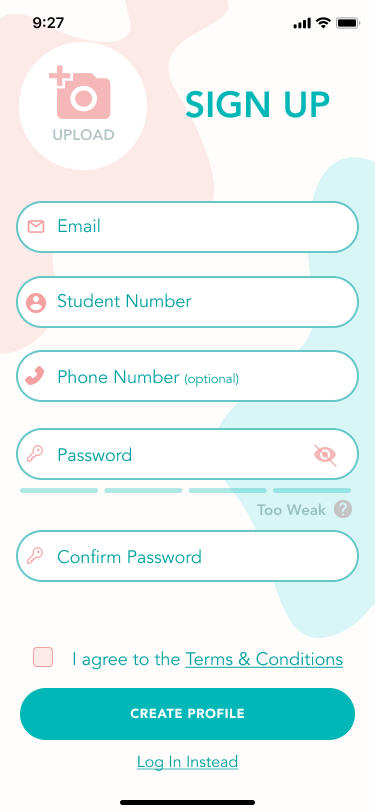 9:27
UPLOAD
SIGN UP
Email
Student Number
Phone Number (optional)
Password
Too Weak ?
Confirm Password
I agree to the Terms & Conditions
CREATE PROFILE
Log In Instead